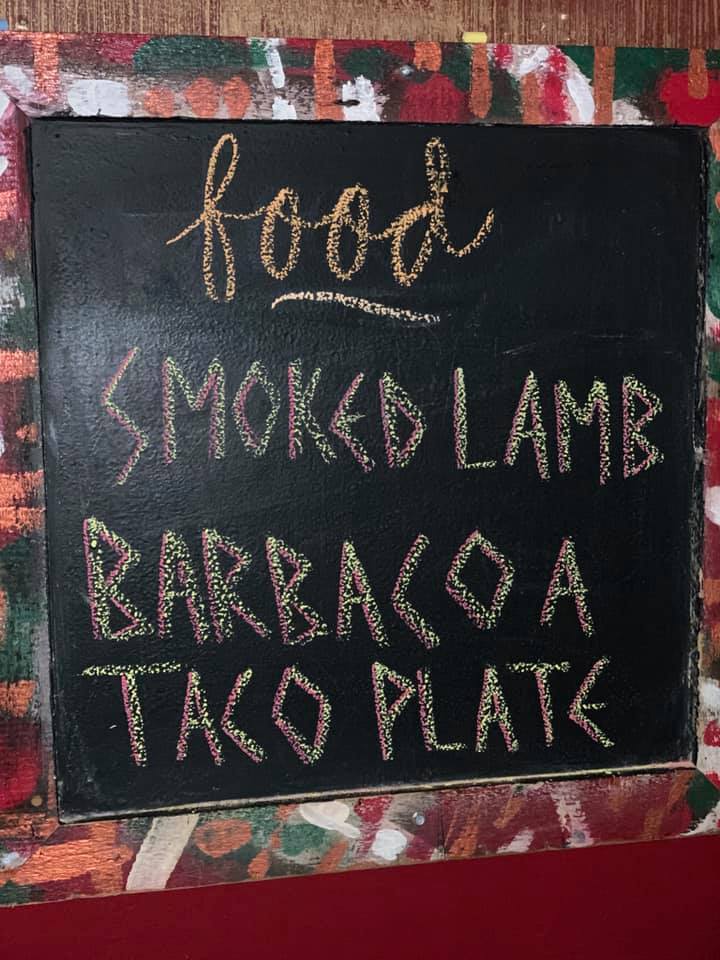 food
SMOKED LAMB
BARBACOA
TACO PLATE